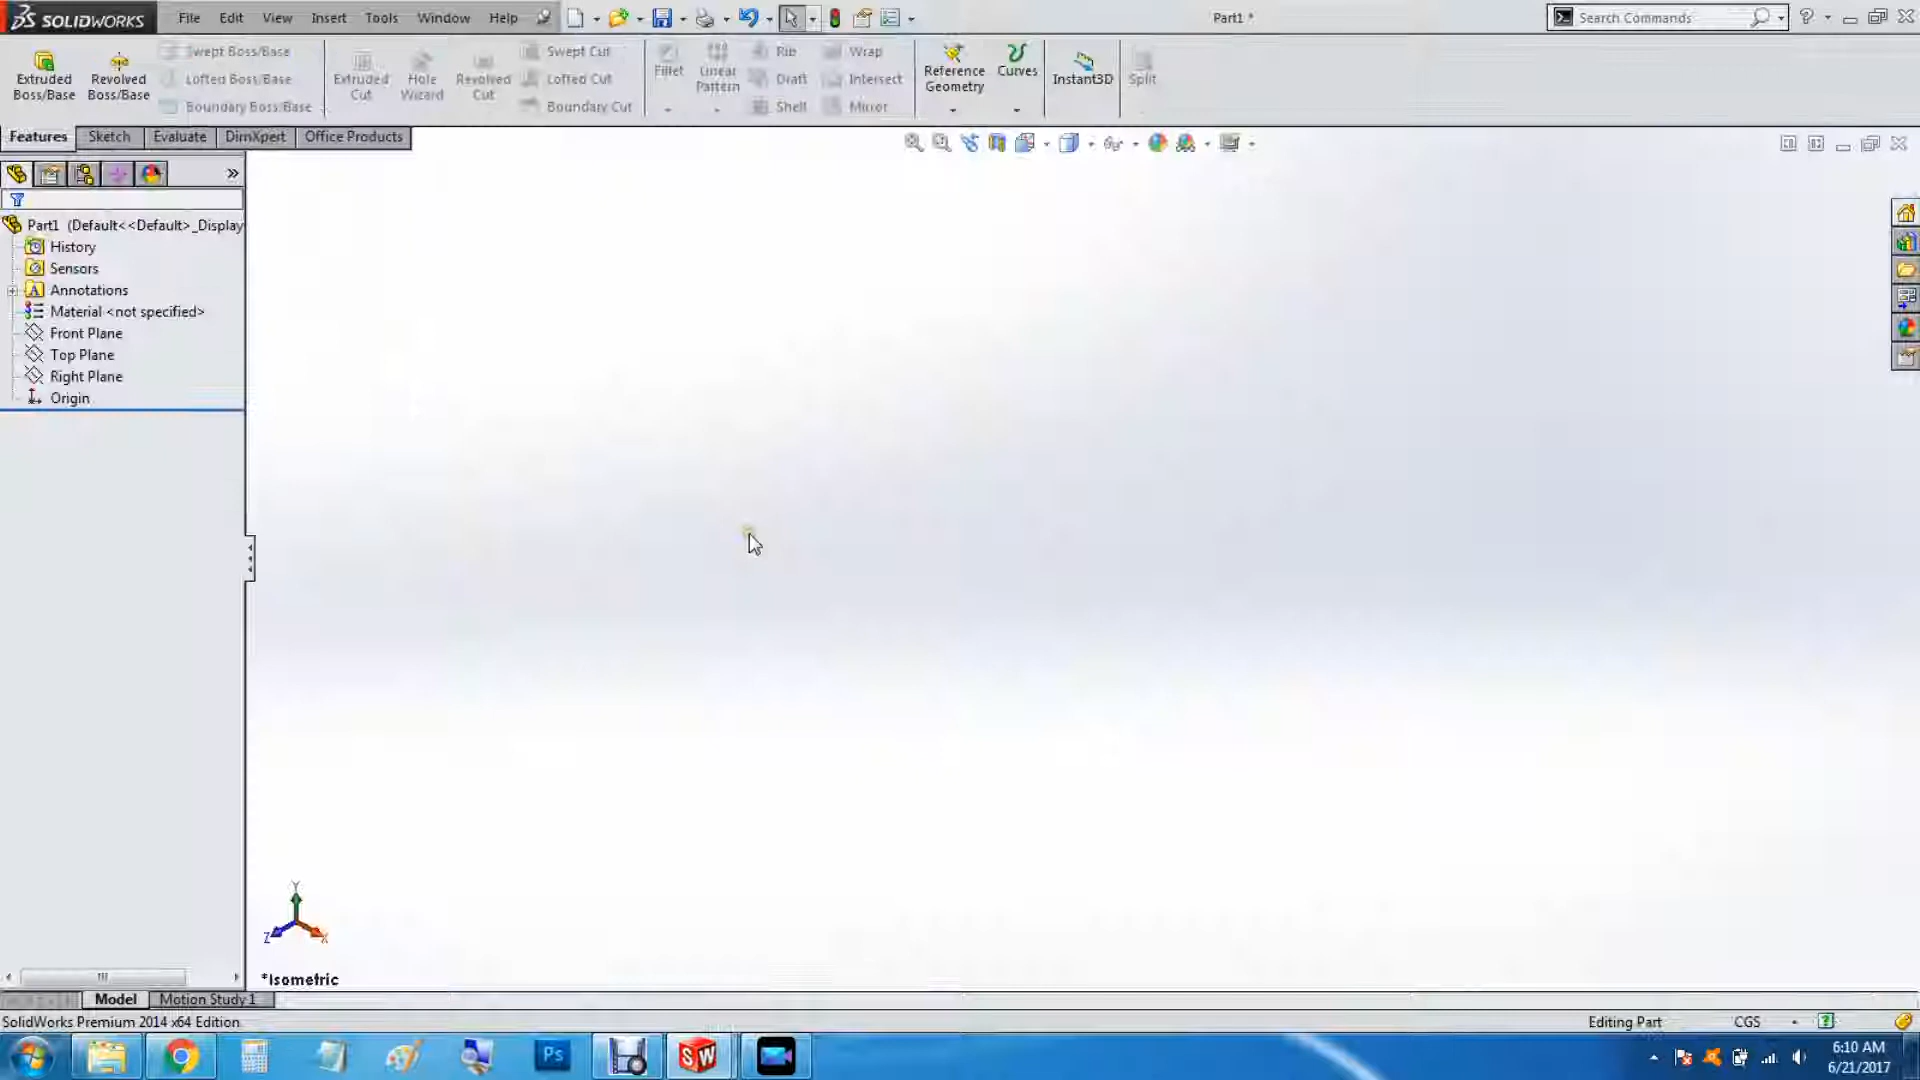 SOLIDWORKS File Edit View Insert Tools Window Help Part1 * Search Commands
Extruded Boss/Base
Revolved Boss/Base
Swept Boss/Base
Lofted Boss/Base
Boundary Boss/Base
Extruded Cut
Hole Wizard
Revolved Cut
Swept Cut
Lofted Cut
Boundary Cut
Fillet
Linear Pattern
Rib
Draft
Shell
Wrap
Intersect
Mirror
Reference Geometry
Curves
Instant3D
Split
Features Sketch Evaluate DimXpert Office Products
Part1 (Default<<Default>_Display
History
Sensors
Annotations
Material <not specified>
Front Plane
Top Plane
Right Plane
Origin
Y
Z X
*Isometric
Model Motion Study 1
SolidWorks Premium 2014 x64 Edition Editing Part CGS
Ps SW 6:10 AM
6/21/2017